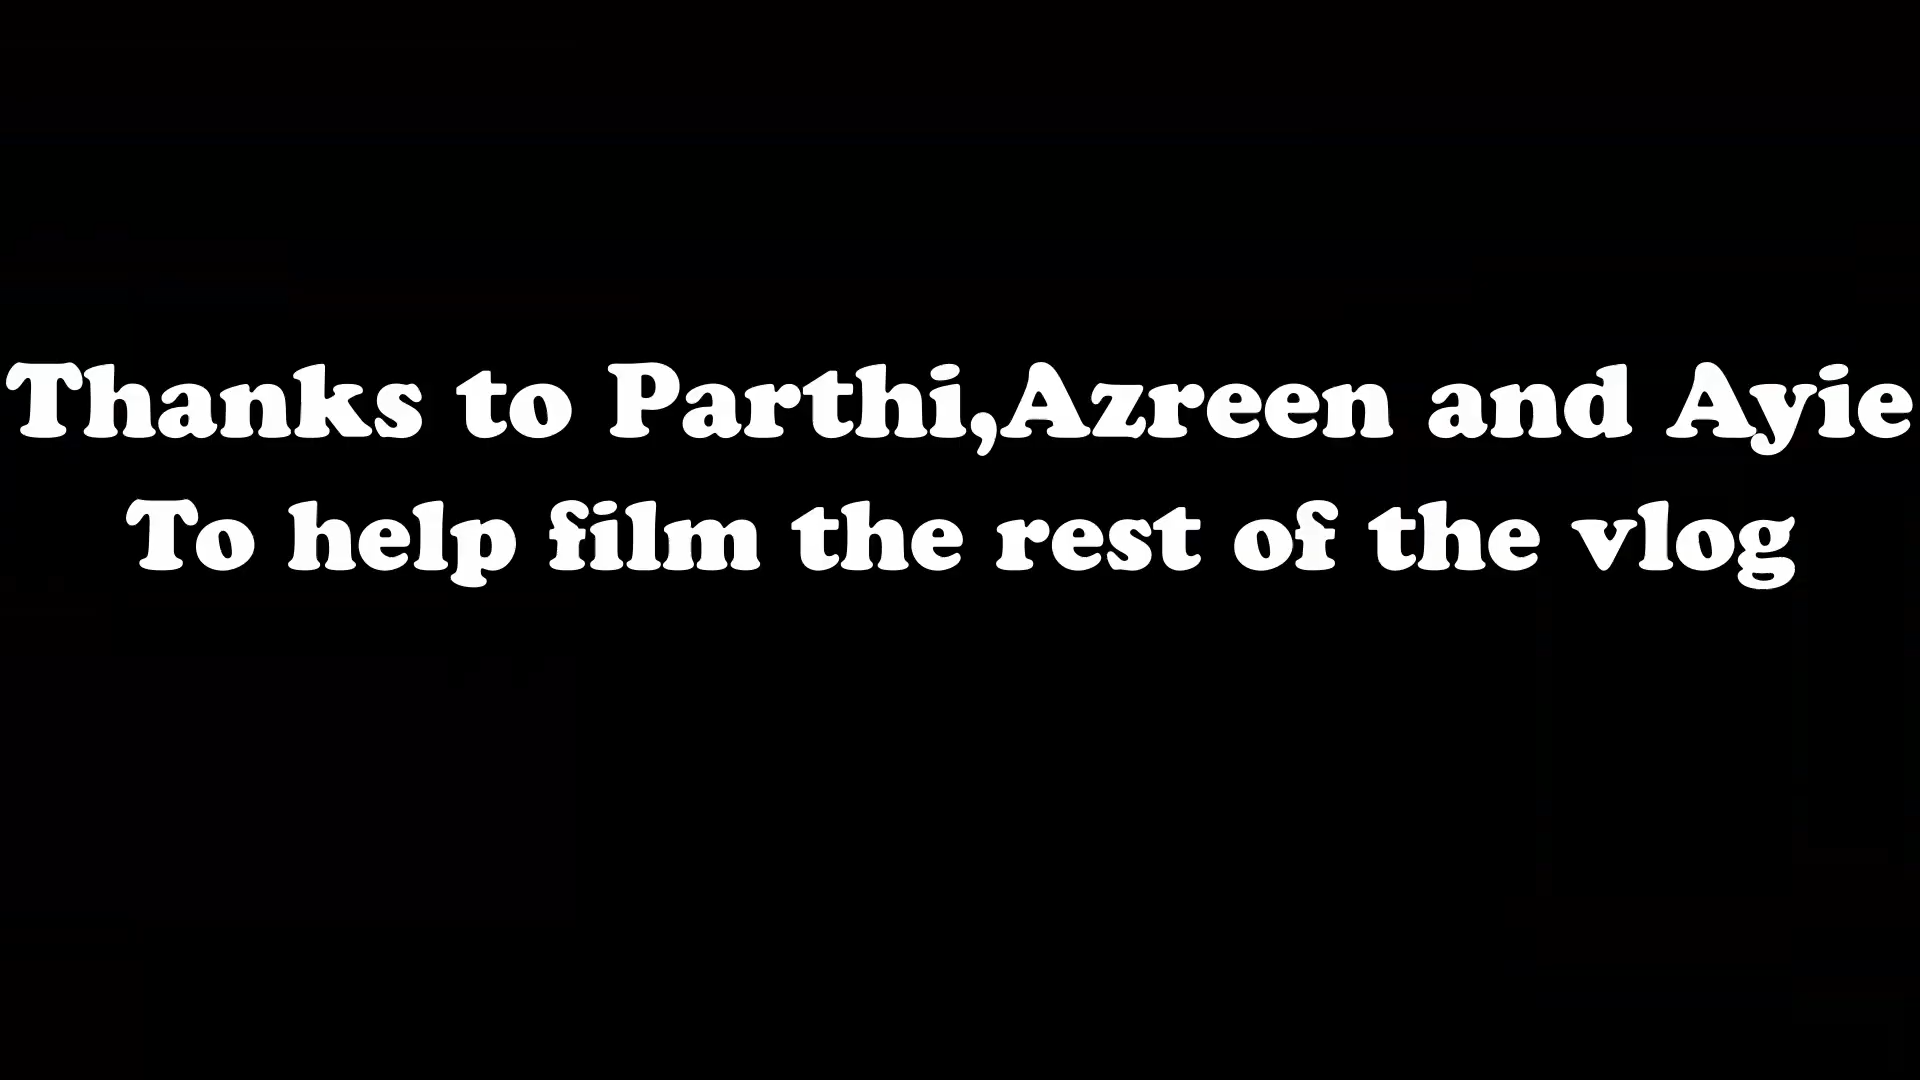 Thanks to Parthi,Azreen and Ayie
To help film the rest of the vlog